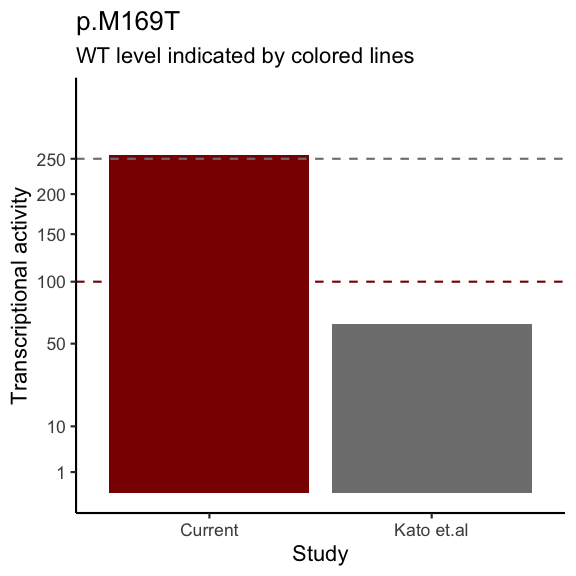 p.M169T
WT level indicated by colored lines
Transcriptional activity
250
200
150
100
50
10
1
Current
Kato et.al
Study